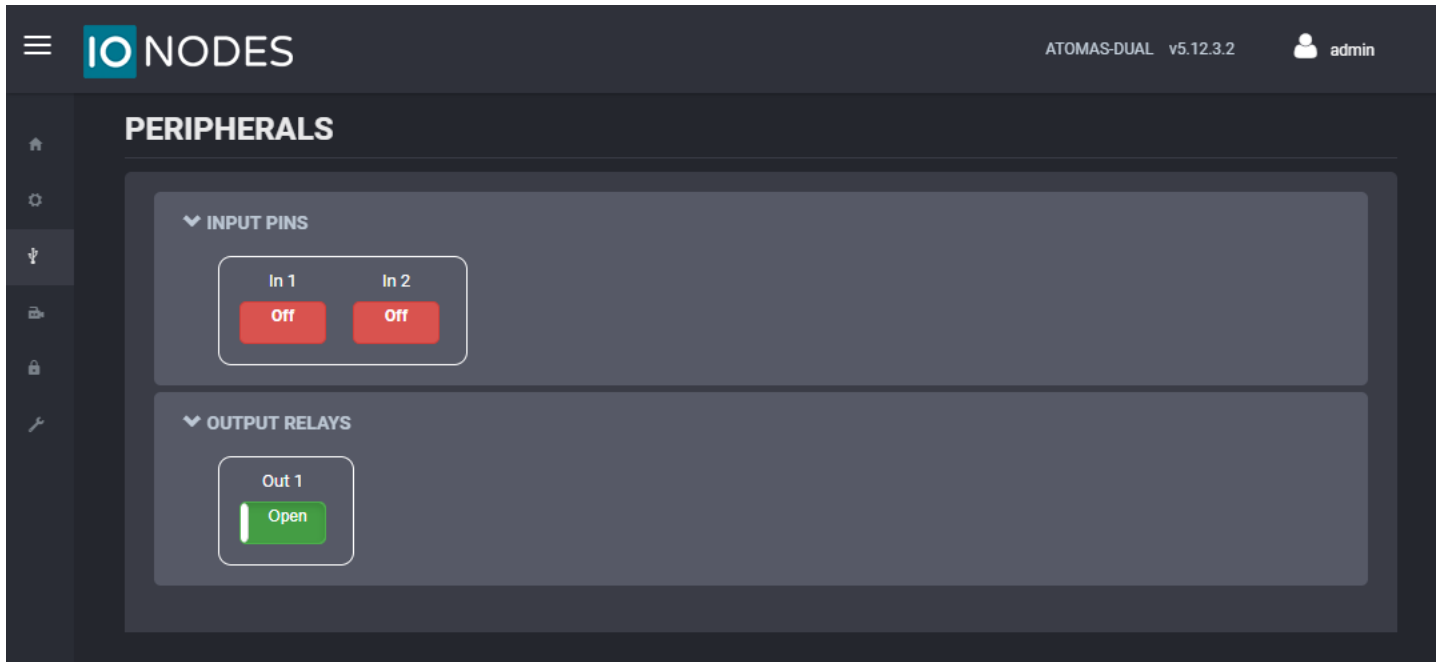 IO NODES
ATOMAS-DUAL v5.12.3.2 admin
PERIPHERALS
INPUT PINS
In 1 In 2
Off Off
OUTPUT RELAYS
Out 1
Open